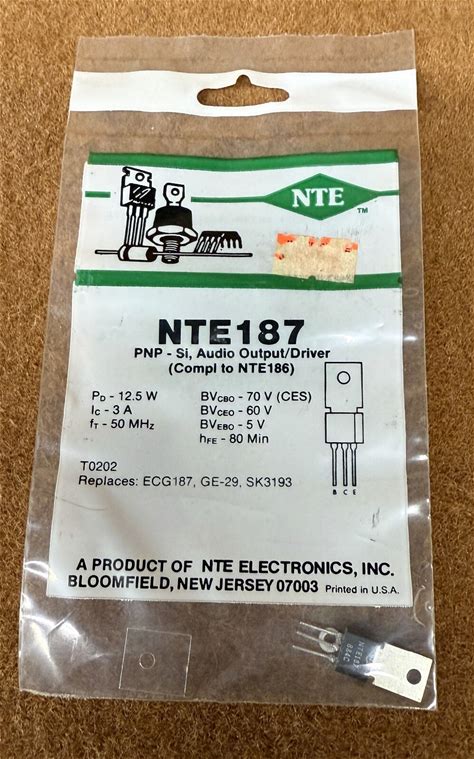 NTE
TM
NTE187
PNP - Si, Audio Output/Driver
(Compl to NTE186)
PD - 12.5 W
IC - 3 A
fT - 50 MHz
BVCBO - 70 V (CES)
BVCEO - 60 V
BVEBO - 5 V
hFE - 80 Min
B C E
T0202
Replaces: ECG187, GE-29, SK3193
A PRODUCT OF NTE ELECTRONICS, INC.
BLOOMFIELD, NEW JERSEY 07003 Printed in U.S.A.
NTE187